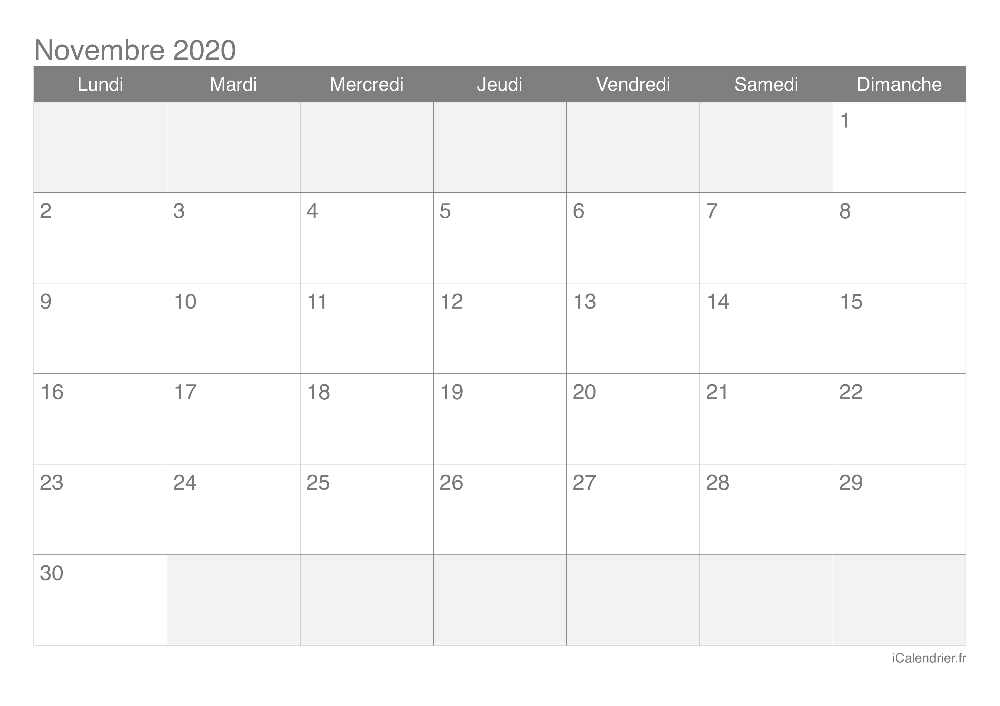 Novembre 2020
Lundi Mardi Mercredi Jeudi Vendredi Samedi Dimanche
1
2 3 4 5 6 7 8
9 10 11 12 13 14 15
16 17 18 19 20 21 22
23 24 25 26 27 28 29
30
iCalendrier.fr